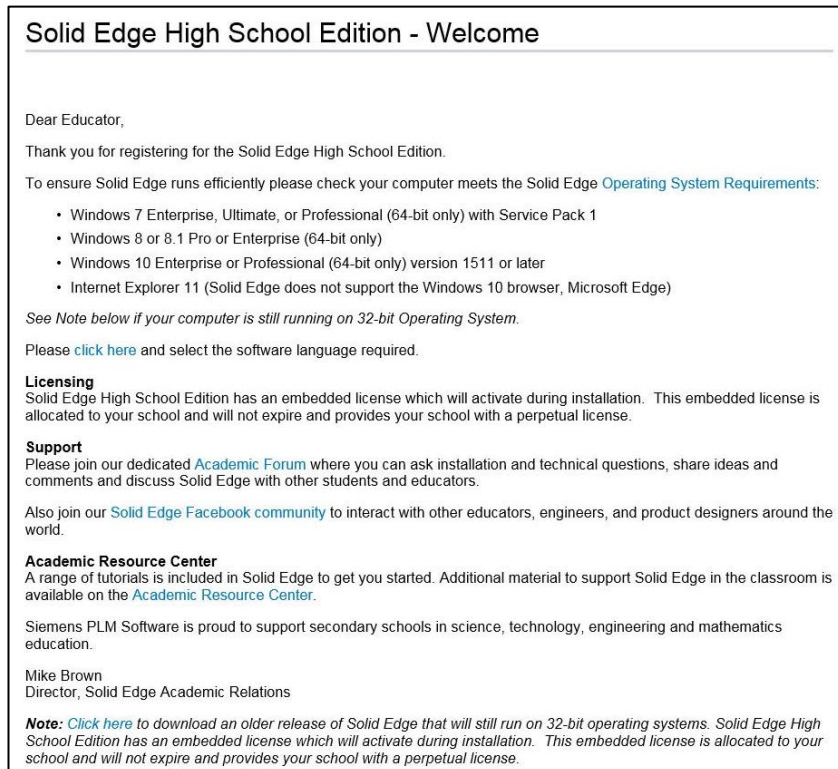 Solid Edge High School Edition - Welcome
Dear Educator,
Thank you for registering for the Solid Edge High School Edition.
To ensure Solid Edge runs efficiently please check your computer meets the Solid Edge Operating System Requirements:
• Windows 7 Enterprise, Ultimate, or Professional (64-bit only) with Service Pack 1
• Windows 8 or 8.1 Pro or Enterprise (64-bit only)
• Windows 10 Enterprise or Professional (64-bit only) version 1511 or later
• Internet Explorer 11 (Solid Edge does not support the Windows 10 browser, Microsoft Edge)
See Note below if your computer is still running on 32-bit Operating System.
Please click here and select the software language required.
Licensing
Solid Edge High School Edition has an embedded license which will activate during installation.  This embedded license is
allocated to your school and will not expire and provides your school with a perpetual license.
Support
Please join our dedicated Academic Forum where you can ask installation and technical questions, share ideas and
comments and discuss Solid Edge with other students and educators.
Also join our Solid Edge Facebook community to interact with other educators, engineers, and product designers around the
world.
Academic Resource Center
A range of tutorials is included in Solid Edge to get you started. Additional material to support Solid Edge in the classroom is
available on the Academic Resource Center.
Siemens PLM Software is proud to support secondary schools in science, technology, engineering and mathematics
education.
Mike Brown
Director, Solid Edge Academic Relations
Note: Click here to download an older release of Solid Edge that will still run on 32-bit operating systems. Solid Edge High
School Edition has an embedded license which will activate during installation.  This embedded license is allocated to your
school and will not expire and provides your school with a perpetual license.